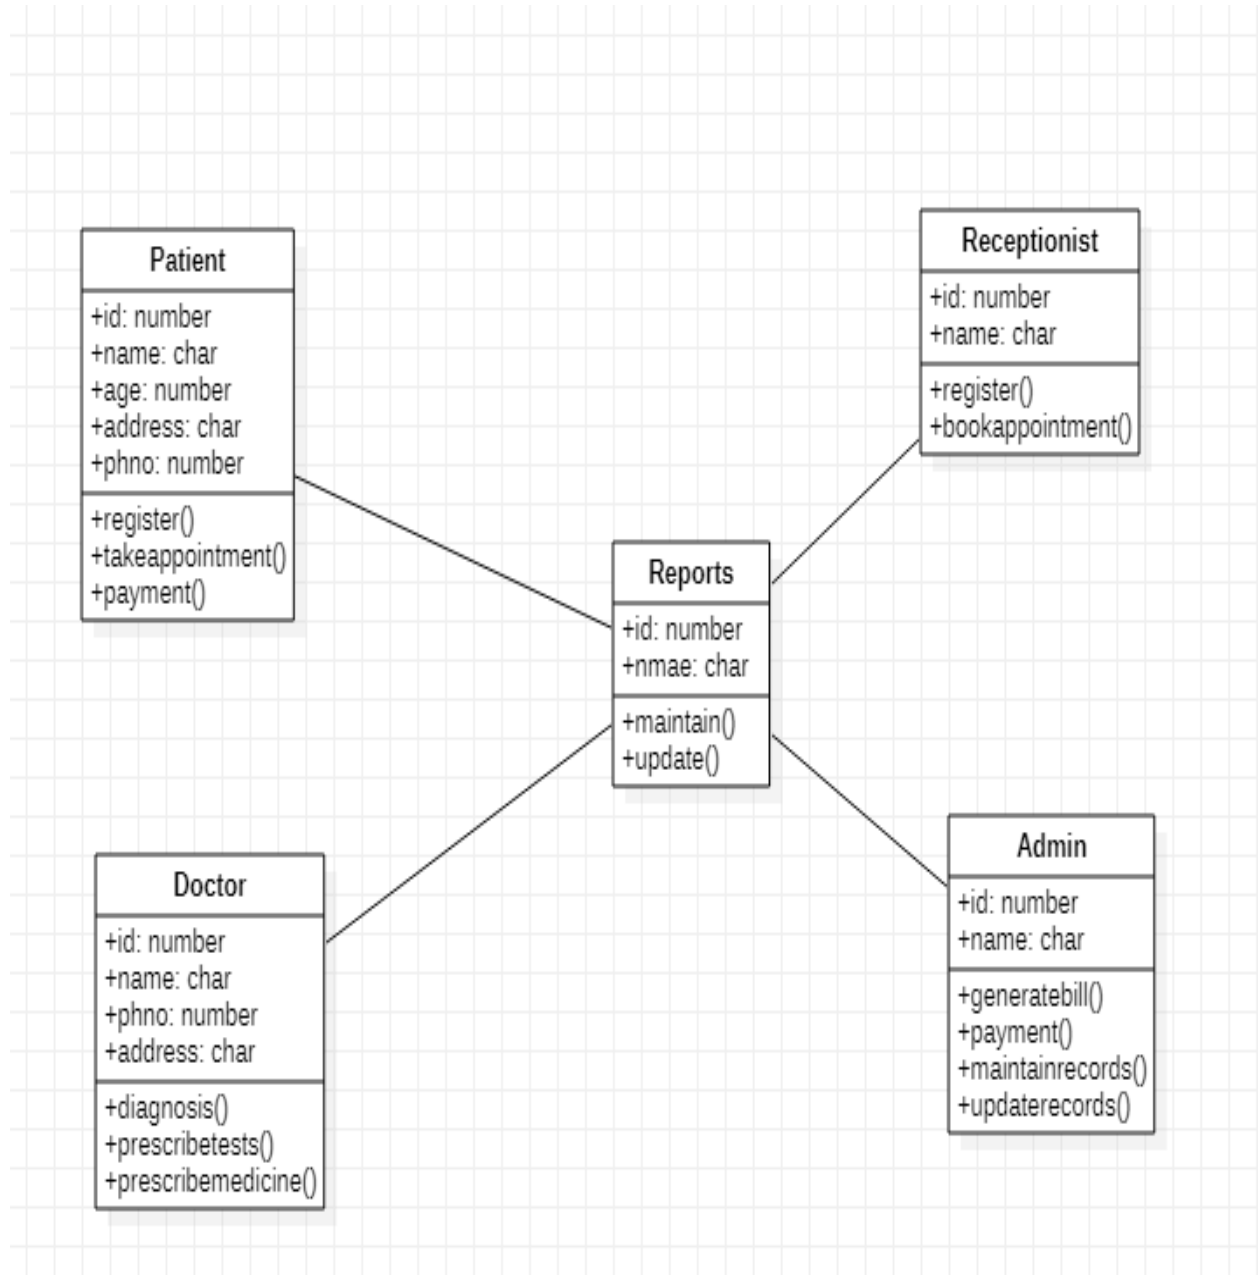 Patient
+id: number
+name: char
+age: number
+address: char
+phno: number
+register()
+takeappointment()
+payment()
Receptionist
+id: number
+name: char
+register()
+bookappointment()
Reports
+id: number
+nmae: char
+maintain()
+update()
Doctor
+id: number
+name: char
+phno: number
+address: char
+diagnosis()
+prescribetests()
+prescribemedicine()
Admin
+id: number
+name: char
+generatebill()
+payment()
+maintainrecords()
+updaterecords()